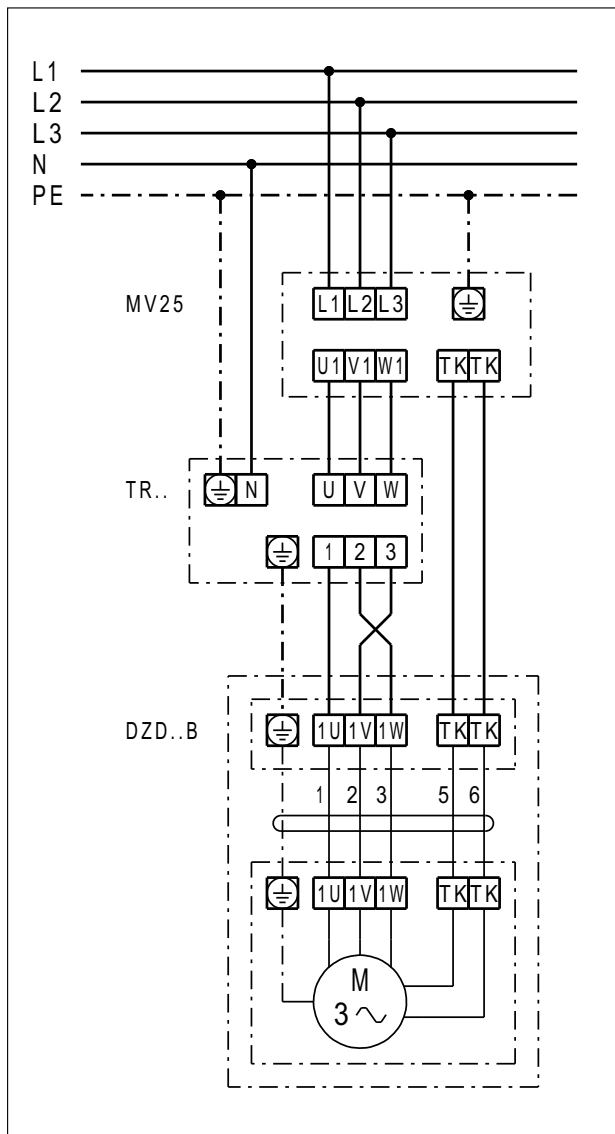 L1
L2
L3
N
PE
MV25
L1 L2 L3
U1 V1 W1 TK TK
TR..
N U V W
1 2 3
DZD..B
1U 1V 1W TK TK
1 2 3 5 6
1U 1V 1W TK TK
M
3